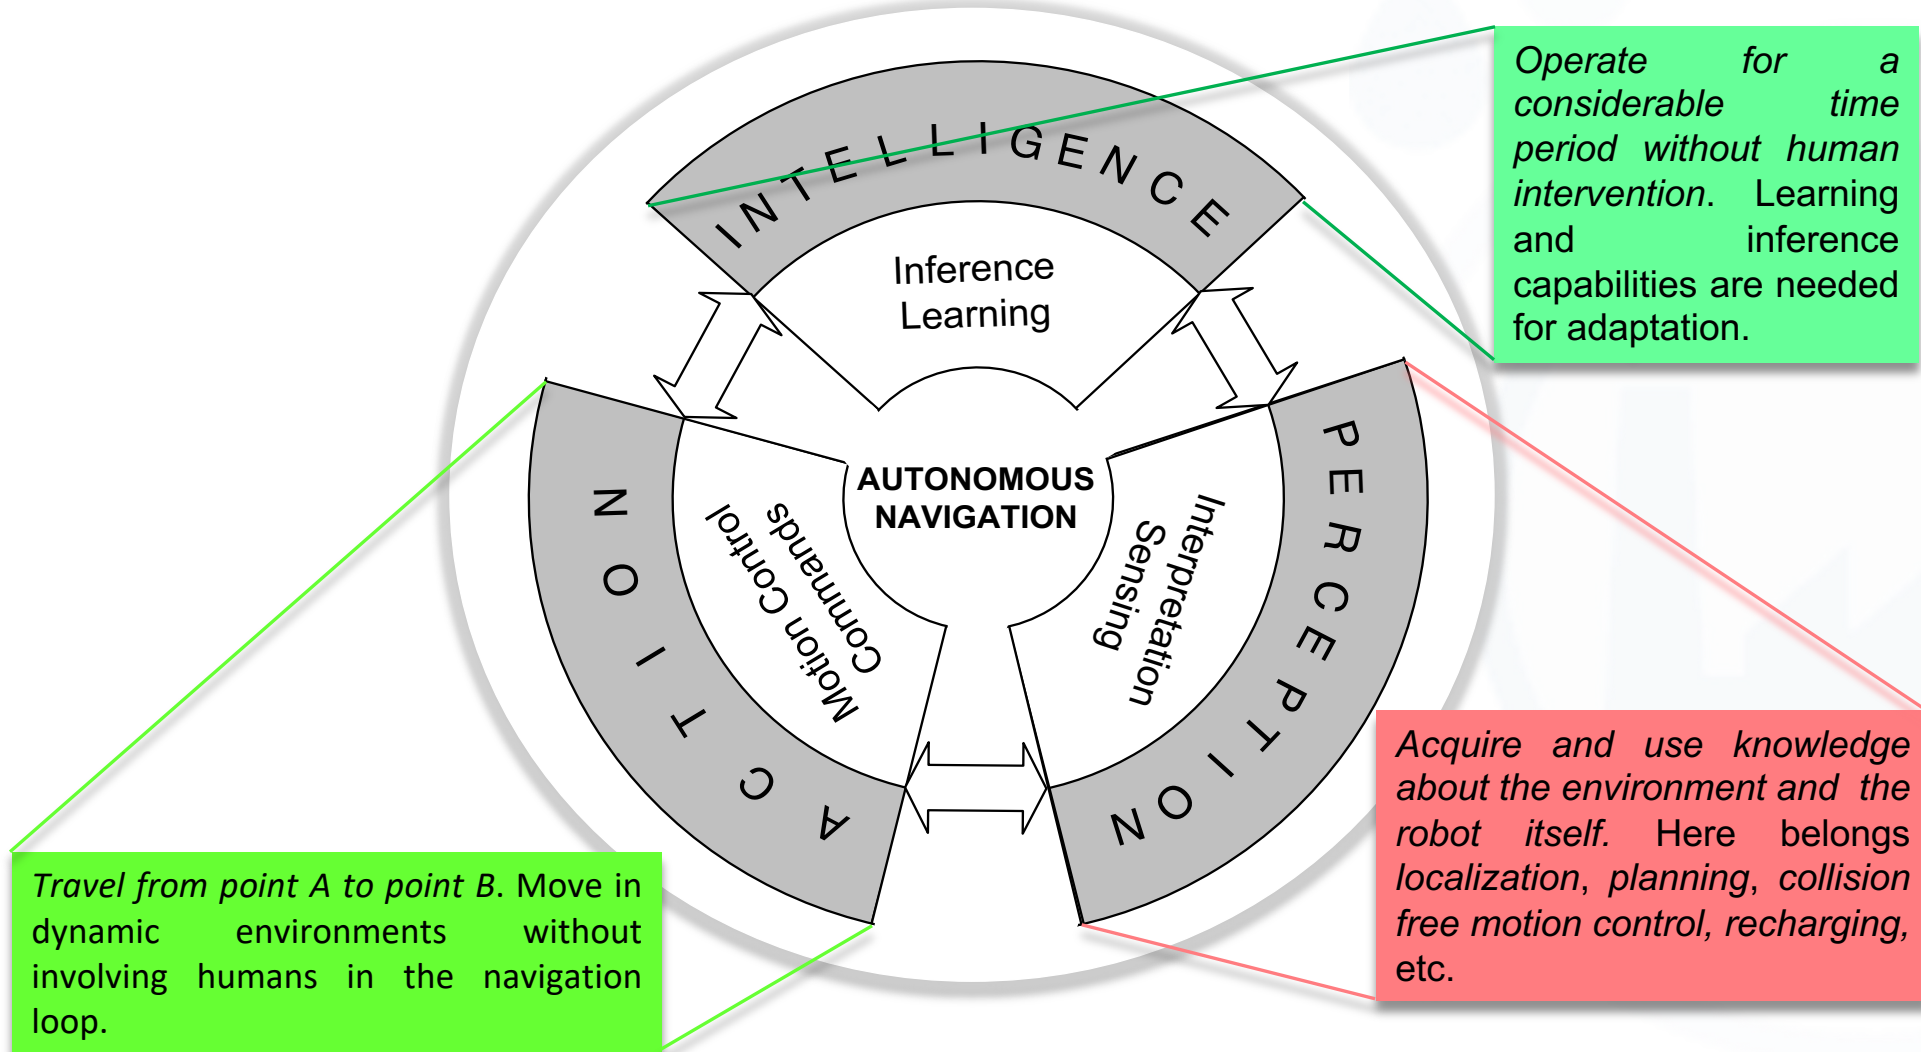 INTELLIGENCE
Inference
Learning
AUTONOMOUS
NAVIGATION
PERCEPTION
Interpretation
Sensing
ACTION
Motion Control
Commands
Operate for a
considerable time
period without human
intervention. Learning
and inference
capabilities are needed
for adaptation.
Acquire and use knowledge
about the environment and the
robot itself. Here belongs
localization, planning, collision
free motion control, recharging,
etc.
Travel from point A to point B. Move in
dynamic environments without
involving humans in the navigation
loop.